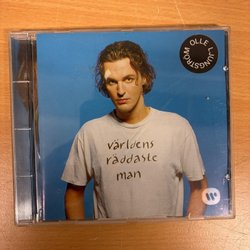 OLLE LJUNGSTRÖM
världens
räddaste
man